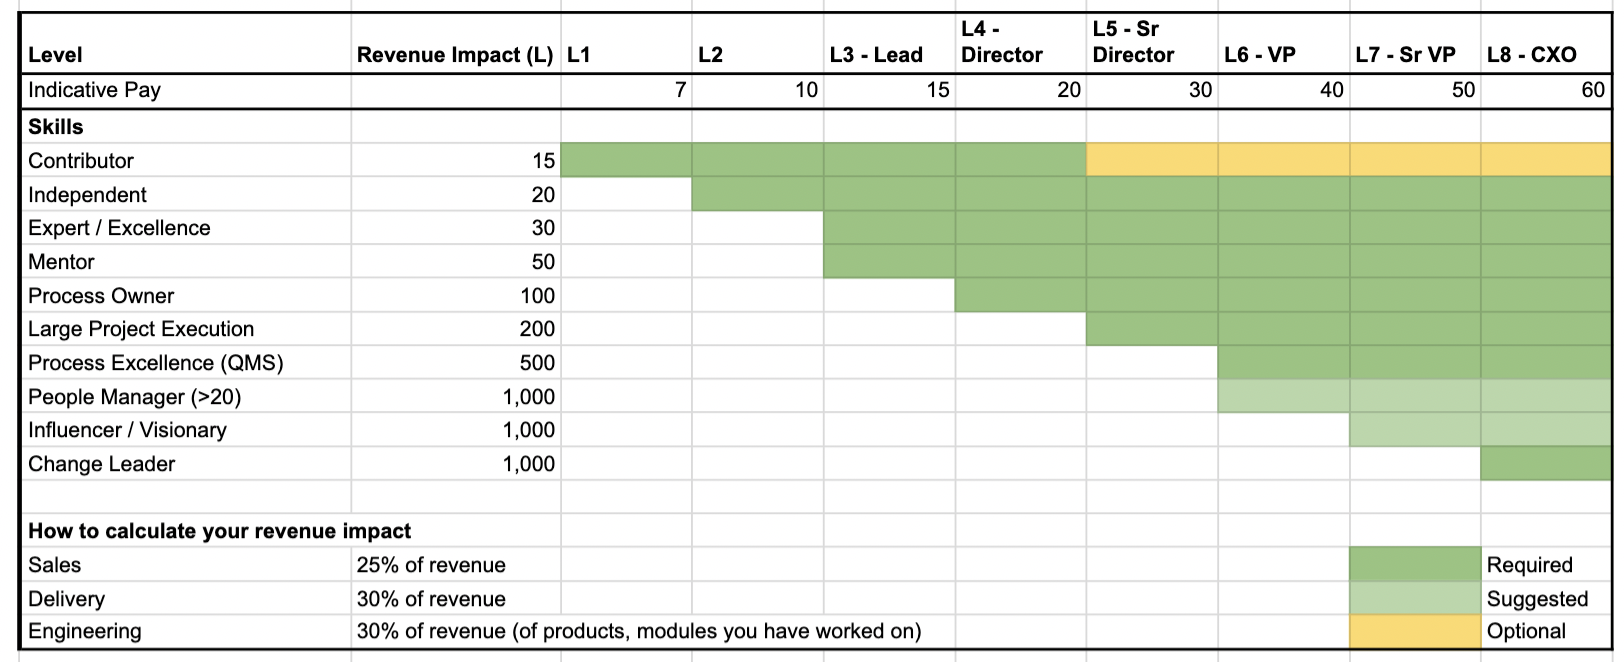 Level Revenue Impact (L) L1 L2 L3 - Lead L4 - Director L5 - Sr Director L6 - VP L7 - Sr VP L8 - CXO
Indicative Pay 7 10 15 20 30 40 50 60
Skills
Contributor 15
Independent 20
Expert / Excellence 30
Mentor 50
Process Owner 100
Large Project Execution 200
Process Excellence (QMS) 500
People Manager (>20) 1,000
Influencer / Visionary 1,000
Change Leader 1,000
How to calculate your revenue impact
Sales 25% of revenue Required
Delivery 30% of revenue Suggested
Engineering 30% of revenue (of products, modules you have worked on) Optional